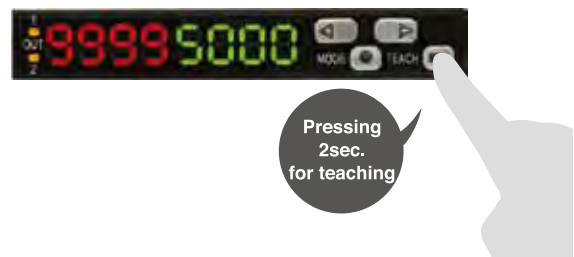 1
OUT
2
9999 5000
MODE
TEACH
Pressing
2sec.
for teaching